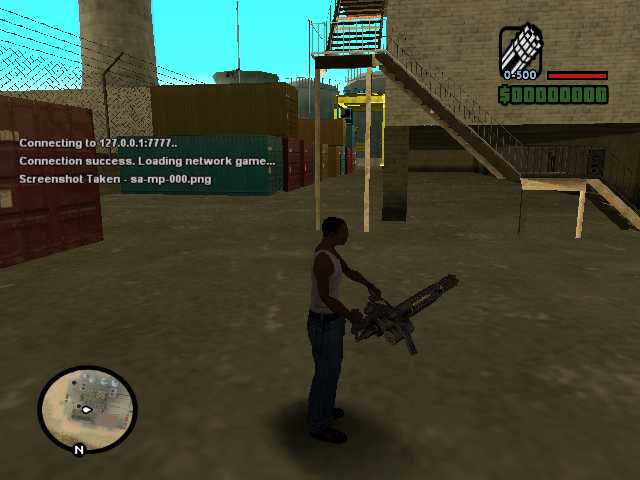 Connecting to 127.0.0.1:7777..
Connection success. Loading network game...
Screenshot Taken - sa-mp-000.png
0-500
$00000000
N